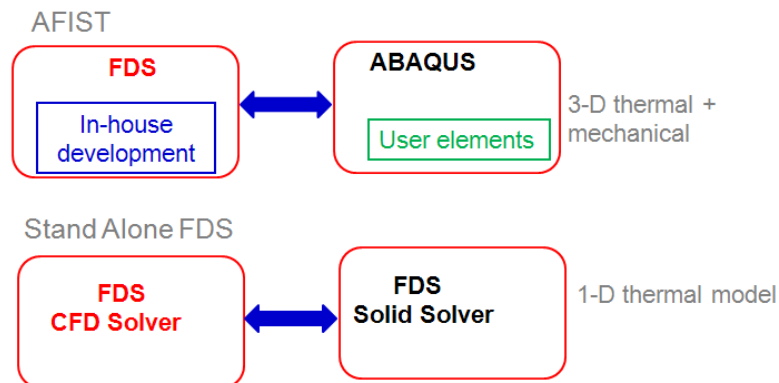 AFIST
FDS
In-house
development
ABAQUS
User elements
3-D thermal +
mechanical
Stand Alone FDS
FDS
CFD Solver
FDS
Solid Solver
1-D thermal model